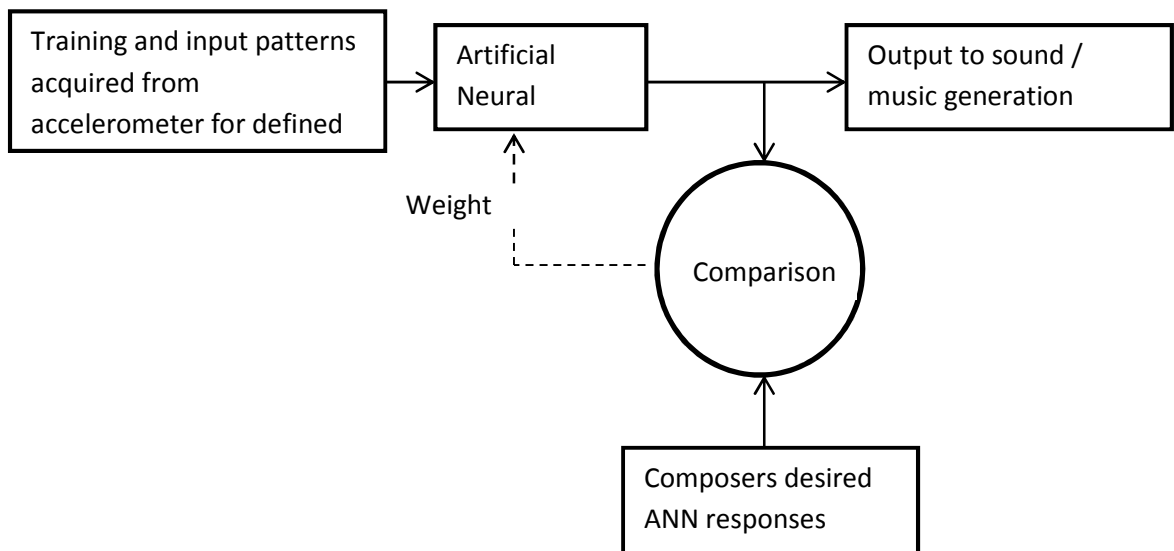 Training and input patterns
acquired from
accelerometer for defined
Artificial
Neural
Output to sound /
music generation
Weight
Comparison
Composers desired
ANN responses